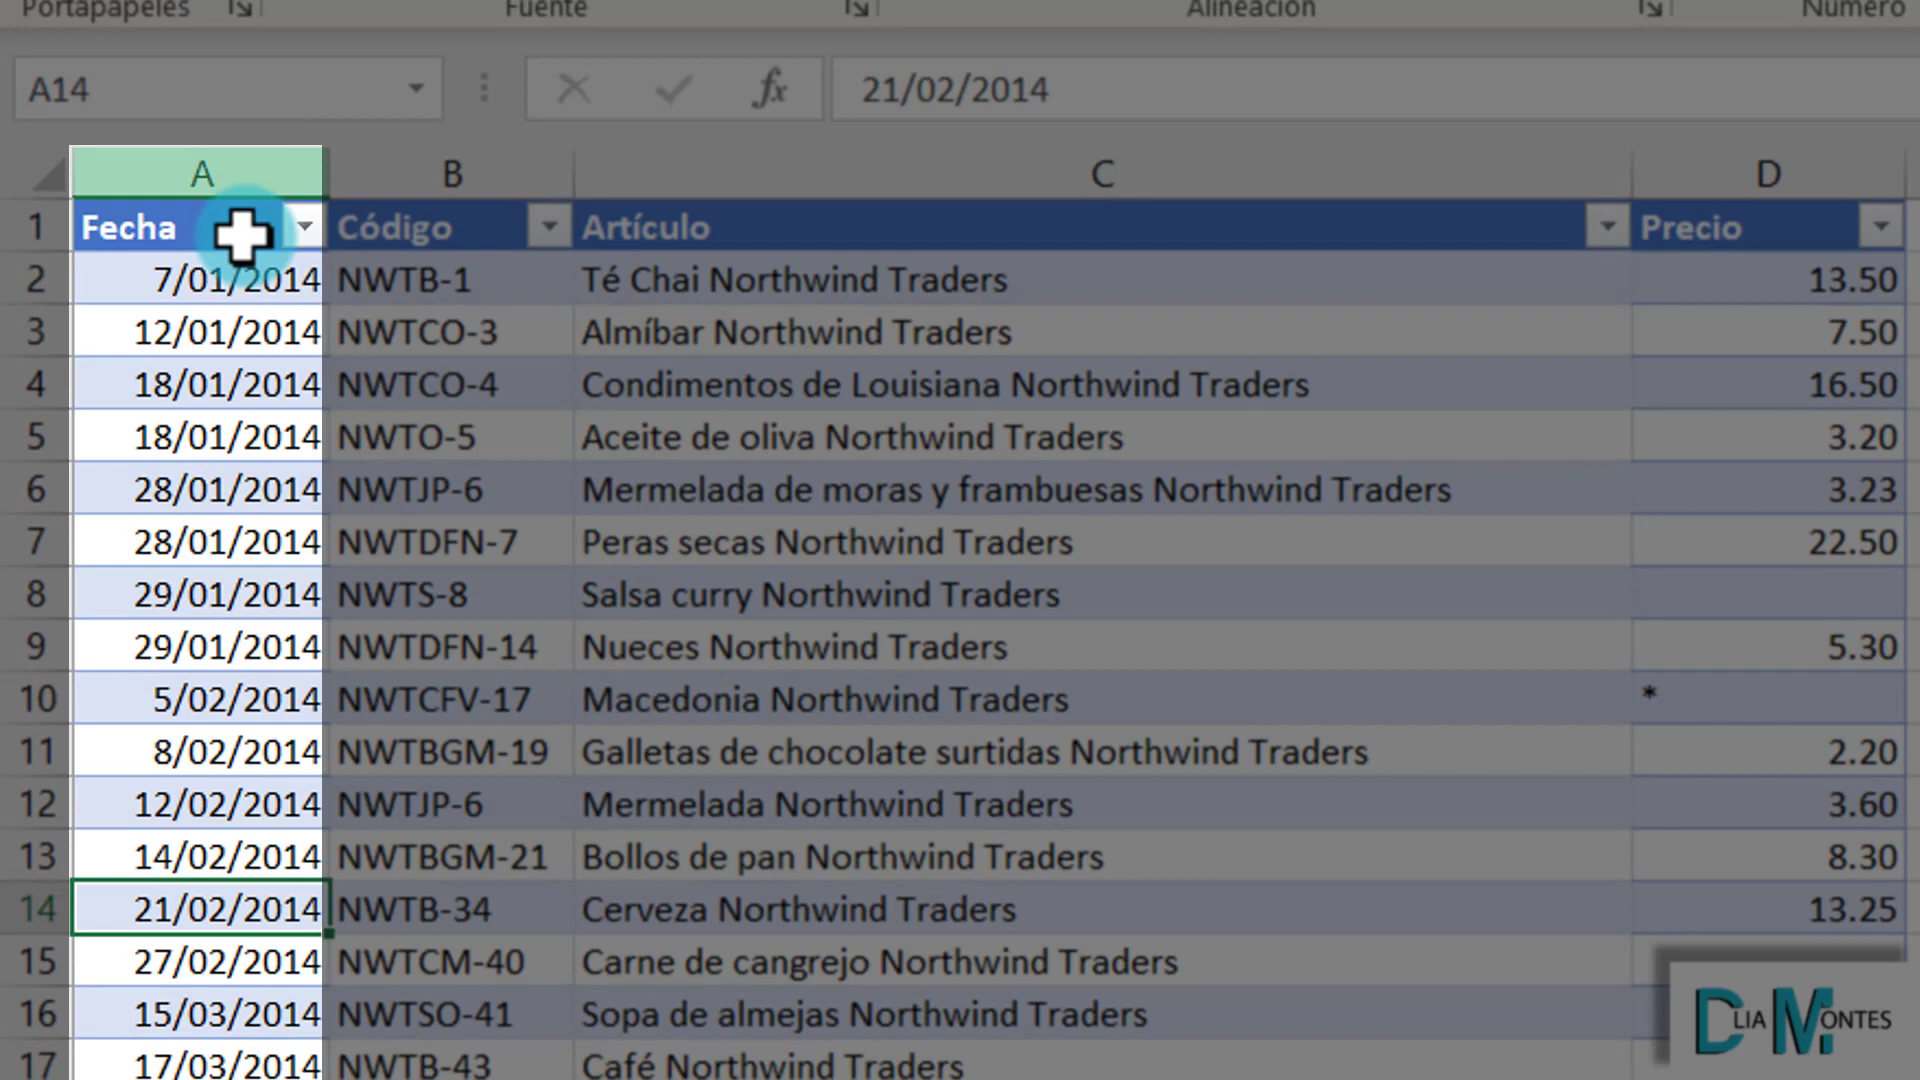 Portapapeles Fuente Alineación Número
A14 fx 21/02/2014
A B C D
1 Fecha Código Artículo Precio
2 7/01/2014 NWTB-1 Té Chai Northwind Traders 13.50
3 12/01/2014 NWTCO-3 Almíbar Northwind Traders 7.50
4 18/01/2014 NWTCO-4 Condimentos de Louisiana Northwind Traders 16.50
5 18/01/2014 NWTO-5 Aceite de oliva Northwind Traders 3.20
6 28/01/2014 NWTJP-6 Mermelada de moras y frambuesas Northwind Traders 3.23
7 28/01/2014 NWTDFN-7 Peras secas Northwind Traders 22.50
8 29/01/2014 NWTS-8 Salsa curry Northwind Traders
9 29/01/2014 NWTDFN-14 Nueces Northwind Traders 5.30
10 5/02/2014 NWTCFV-17 Macedonia Northwind Traders *
11 8/02/2014 NWTBGM-19 Galletas de chocolate surtidas Northwind Traders 2.20
12 12/02/2014 NWTJP-6 Mermelada Northwind Traders 3.60
13 14/02/2014 NWTBGM-21 Bollos de pan Northwind Traders 8.30
14 21/02/2014 NWTB-34 Cerveza Northwind Traders 13.25
15 27/02/2014 NWTCM-40 Carne de cangrejo Northwind Traders
16 15/03/2014 NWTSO-41 Sopa de almejas Northwind Traders
17 17/03/2014 NWTB-43 Café Northwind Traders
DLIA MONTES